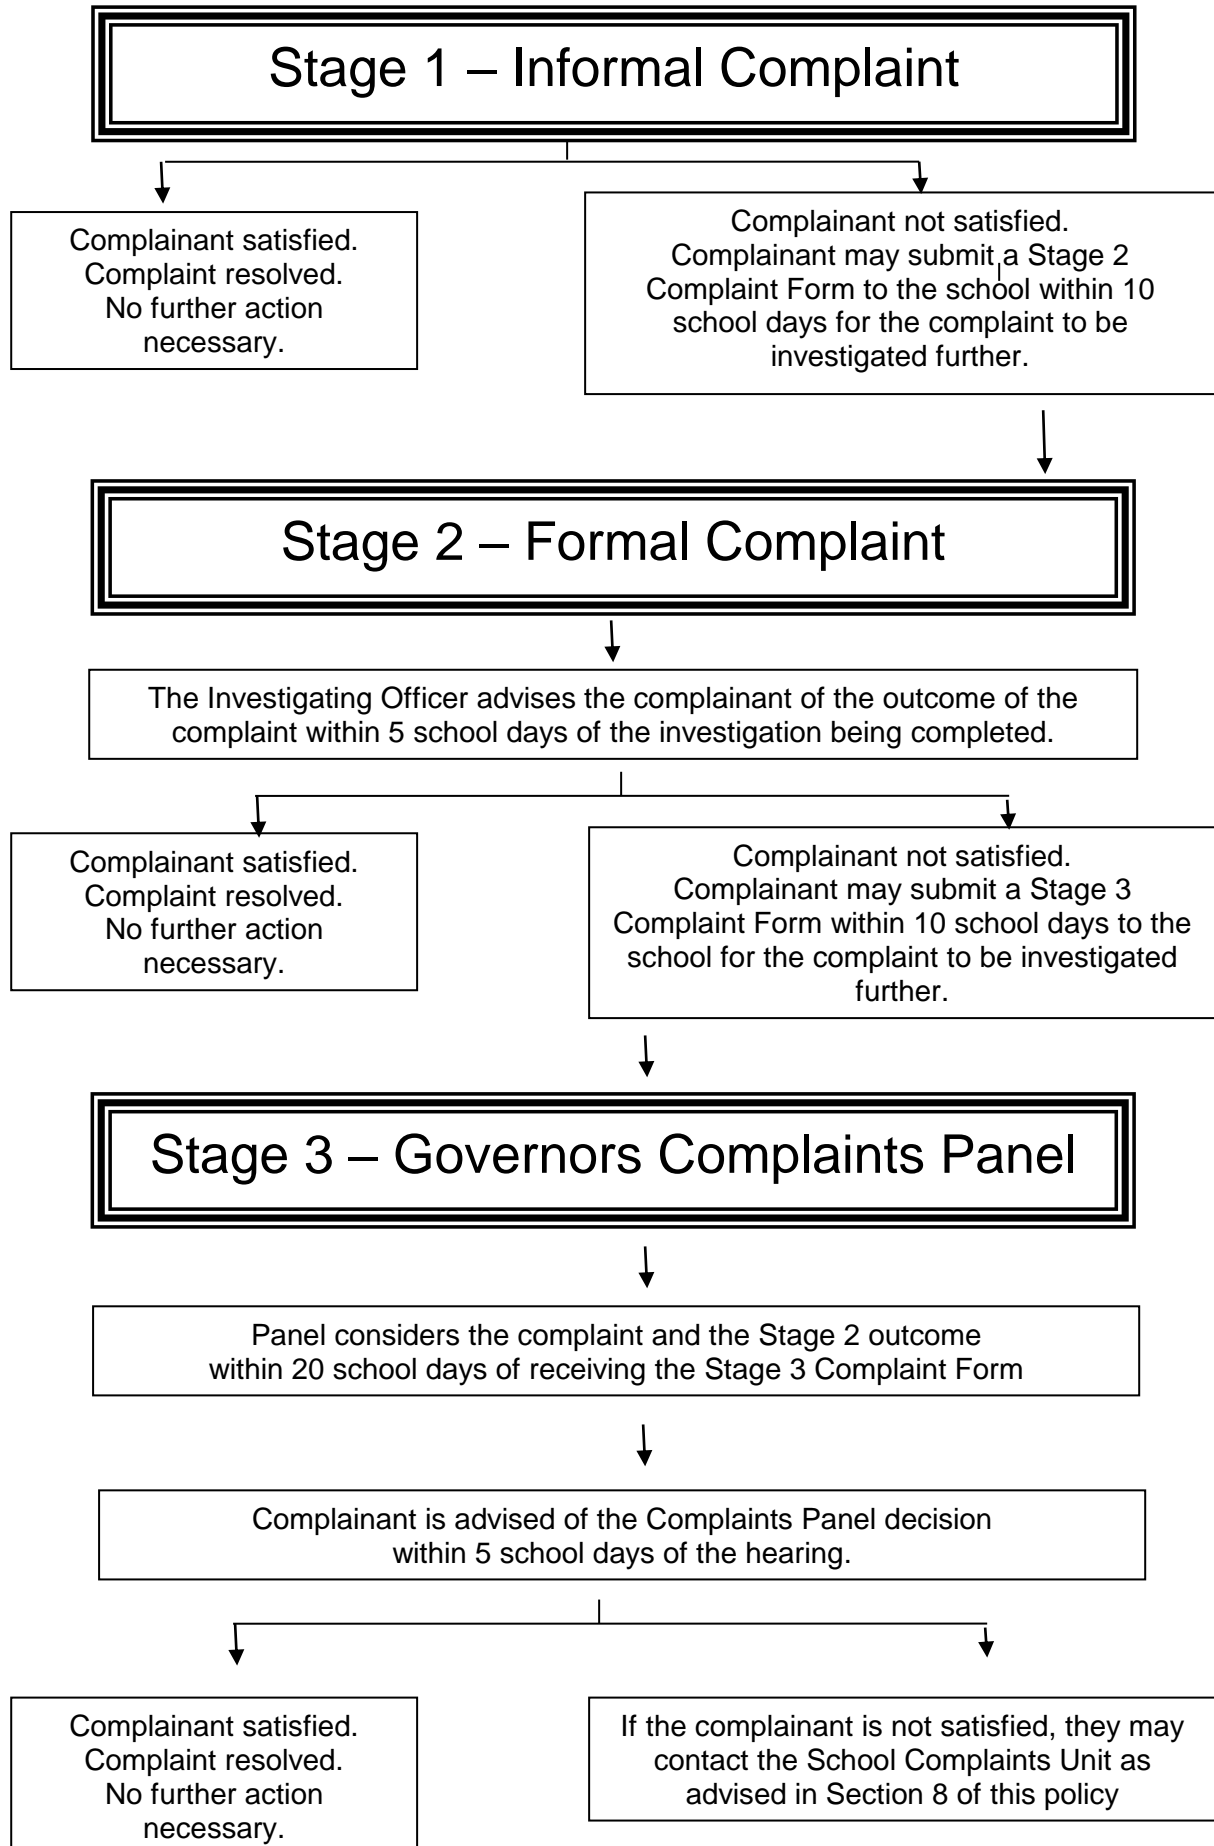 Stage 1 – Informal Complaint
Complainant satisfied.
Complaint resolved.
No further action
necessary.
Complainant not satisfied.
Complainant may submit a Stage 2
Complaint Form to the school within 10
school days for the complaint to be
investigated further.
Stage 2 – Formal Complaint
The Investigating Officer advises the complainant of the outcome of the
complaint within 5 school days of the investigation being completed.
Complainant satisfied.
Complaint resolved.
No further action
necessary.
Complainant not satisfied.
Complainant may submit a Stage 3
Complaint Form within 10 school days to the
school for the complaint to be investigated
further.
Stage 3 – Governors Complaints Panel
Panel considers the complaint and the Stage 2 outcome
within 20 school days of receiving the Stage 3 Complaint Form
Complainant is advised of the Complaints Panel decision
within 5 school days of the hearing.
Complainant satisfied.
Complaint resolved.
No further action
necessary.
If the complainant is not satisfied, they may
contact the School Complaints Unit as
advised in Section 8 of this policy